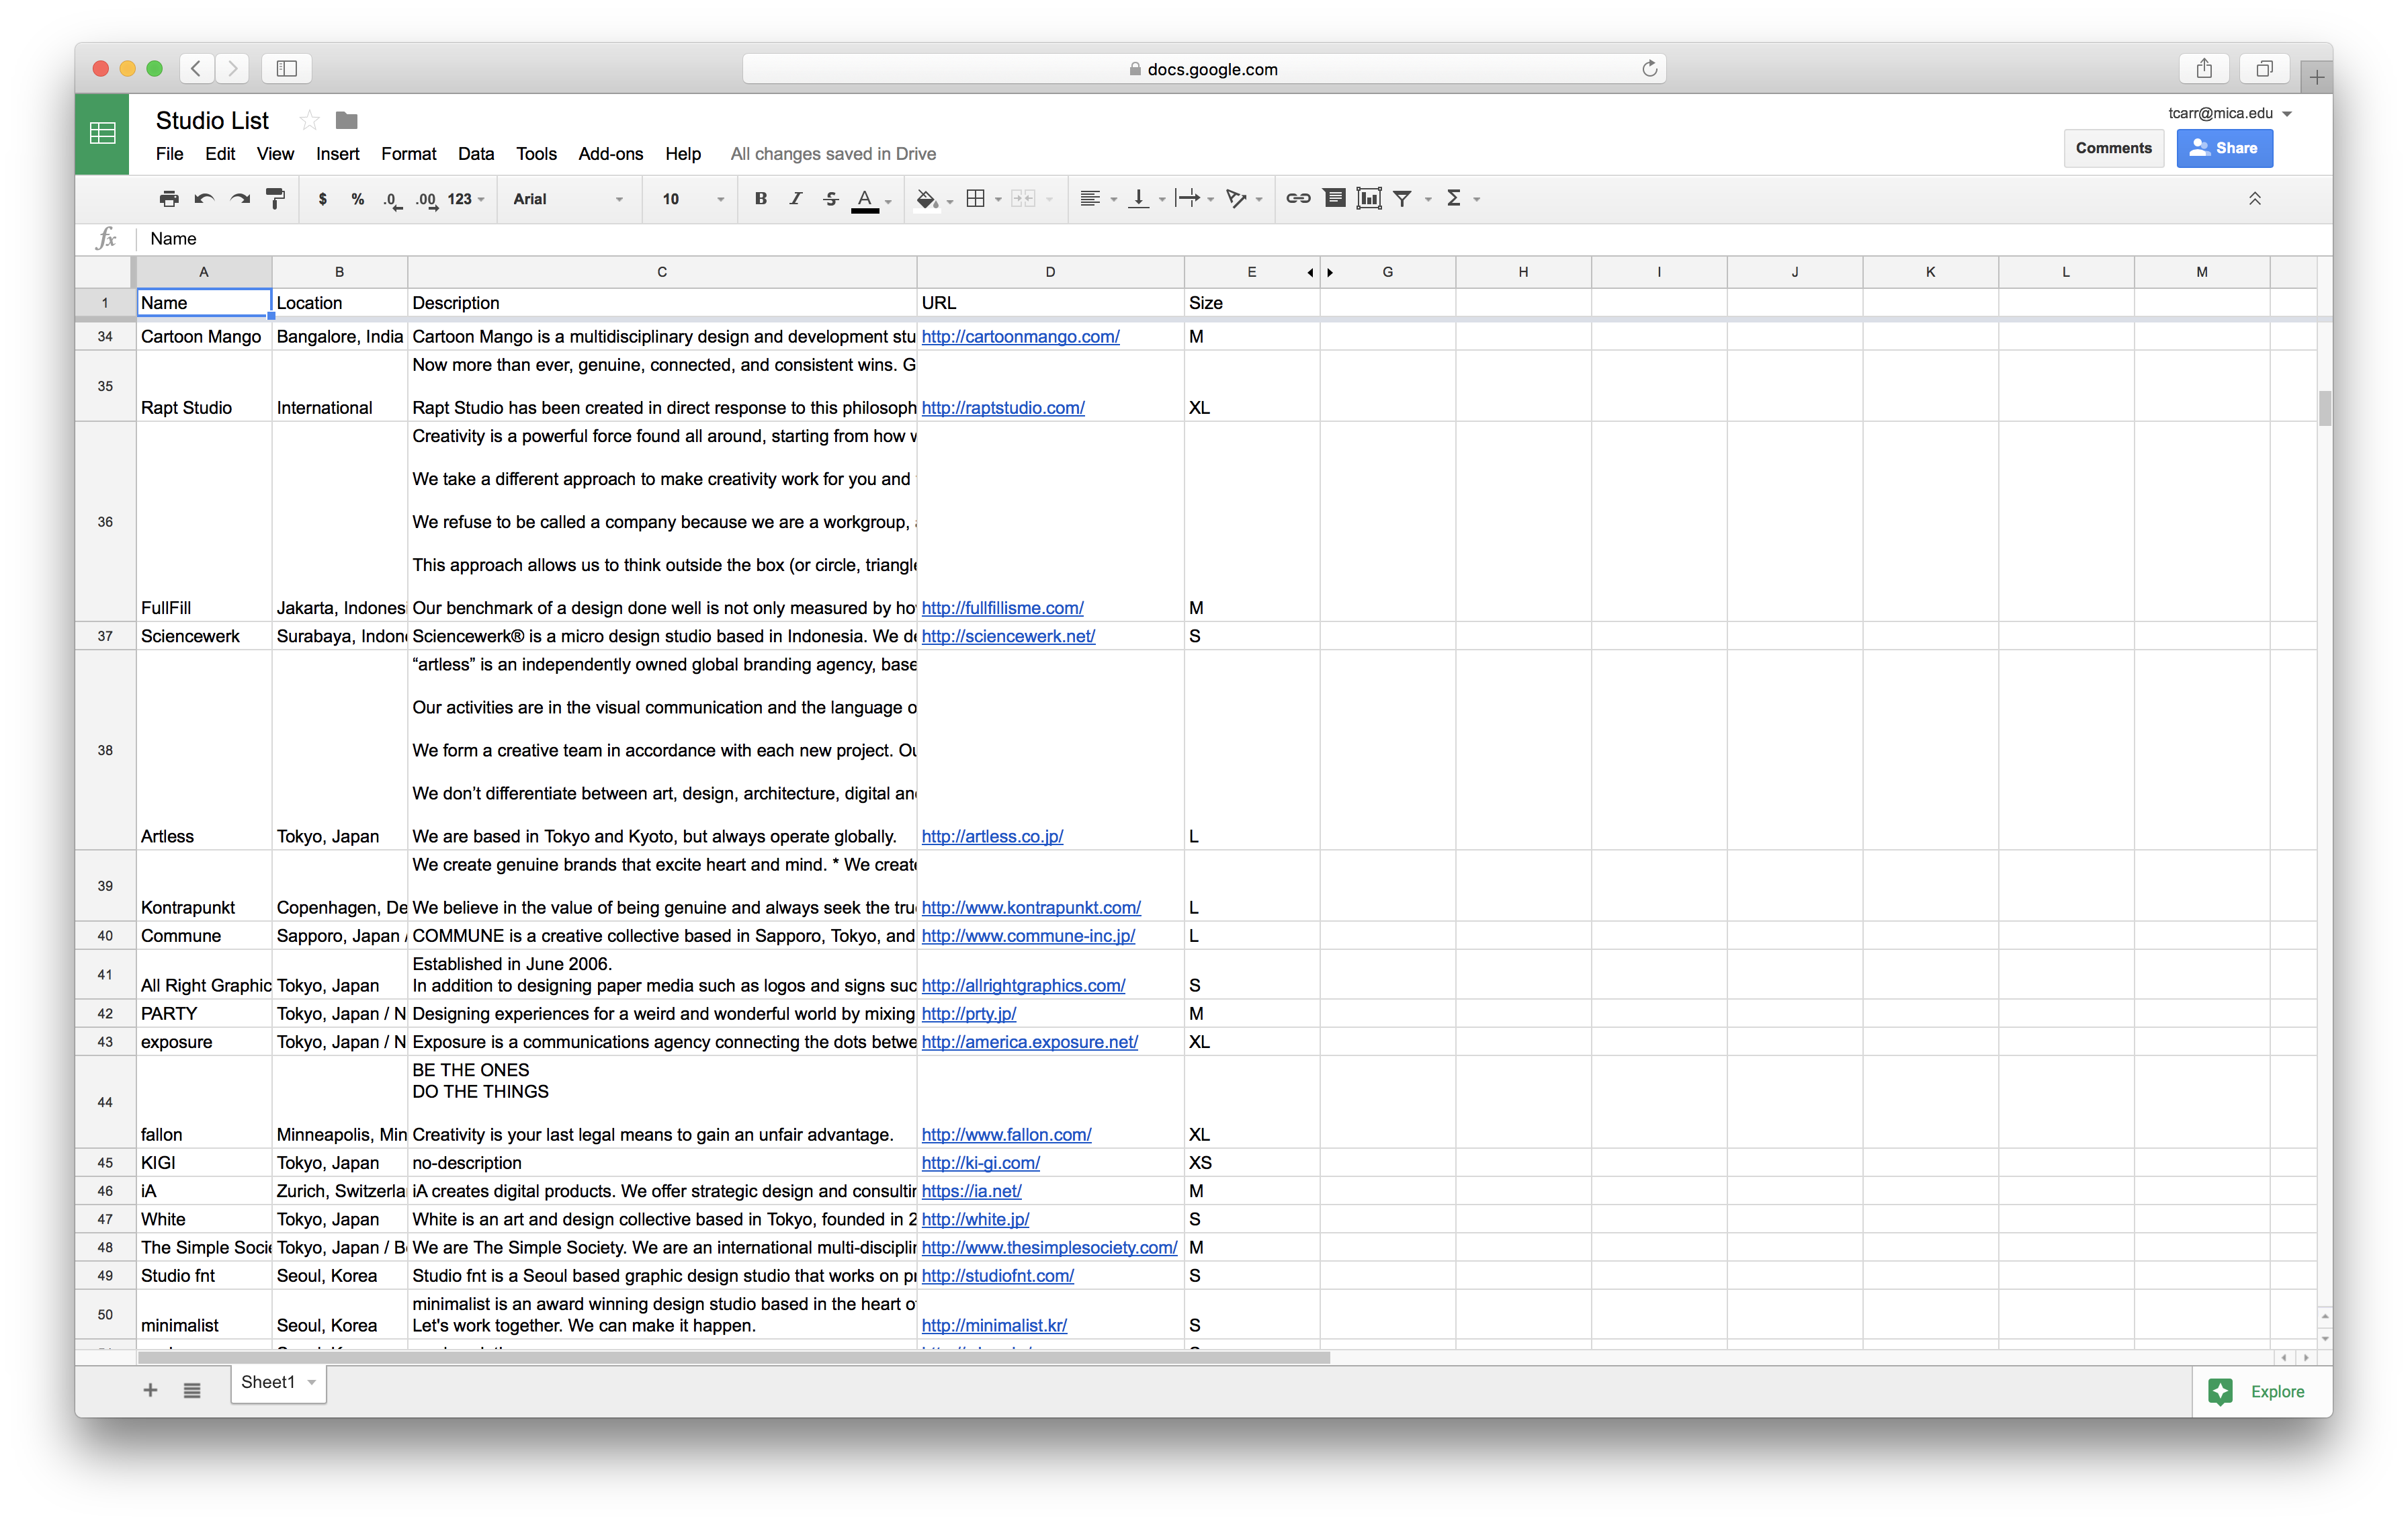 docs.google.com
Studio List
tcarr@mica.edu
File Edit View Insert Format Data Tools Add-ons Help All changes saved in Drive
Comments
Share
$ % .0 .00 123 Arial 10 B I S A Σ
fx Name
A B C D E G H I J K L M
1 Name Location Description URL Size
34 Cartoon Mango Bangalore, India Cartoon Mango is a multidisciplinary design and development stu http://cartoonmango.com/ M
Now more than ever, genuine, connected, and consistent wins. G
35
Rapt Studio International Rapt Studio has been created in direct response to this philosoph http://raptstudio.com/ XL
Creativity is a powerful force found all around, starting from how w
We take a different approach to make creativity work for you and
36
We refuse to be called a company because we are a workgroup,
This approach allows us to think outside the box (or circle, triangle
FullFill Jakarta, Indonesi Our benchmark of a design done well is not only measured by ho http://fullfillisme.com/ M
37 Sciencewerk Surabaya, Indon Sciencewerk® is a micro design studio based in Indonesia. We de http://sciencewerk.net/ S
“artless” is an independently owned global branding agency, base
Our activities are in the visual communication and the language o
38
We form a creative team in accordance with each new project. Ou
We don’t differentiate between art, design, architecture, digital an
Artless Tokyo, Japan We are based in Tokyo and Kyoto, but always operate globally. http://artless.co.jp/ L
We create genuine brands that excite heart and mind. * We create
39
Kontrapunkt Copenhagen, De We believe in the value of being genuine and always seek the tru http://www.kontrapunkt.com/ L
40 Commune Sapporo, Japan / COMMUNE is a creative collective based in Sapporo, Tokyo, and http://www.commune-inc.jp/ L
Established in June 2006.
41
All Right Graphic Tokyo, Japan In addition to designing paper media such as logos and signs suc http://allrightgraphics.com/ S
42 PARTY Tokyo, Japan / N Designing experiences for a weird and wonderful world by mixing http://prty.jp/ M
43 exposure Tokyo, Japan / N Exposure is a communications agency connecting the dots betwe http://america.exposure.net/ XL
BE THE ONES
DO THE THINGS
44
fallon Minneapolis, Min Creativity is your last legal means to gain an unfair advantage. http://www.fallon.com/ XL
45 KIGI Tokyo, Japan no-description http://ki-gi.com/ XS
46 iA Zurich, Switzerla iA creates digital products. We offer strategic design and consultin https://ia.net/ M
47 White Tokyo, Japan White is an art and design collective based in Tokyo, founded in 2 http://white.jp/ S
48 The Simple Socie Tokyo, Japan / B We are The Simple Society. We are an international multi-disciplin http://www.thesimplesociety.com/ M
49 Studio fnt Seoul, Korea Studio fnt is a Seoul based graphic design studio that works on pr http://studiofnt.com/ S
minimalist is an award winning design studio based in the heart o
50
minimalist Seoul, Korea Let's work together. We can make it happen. http://minimalist.kr/ S
Sheet1
Explore